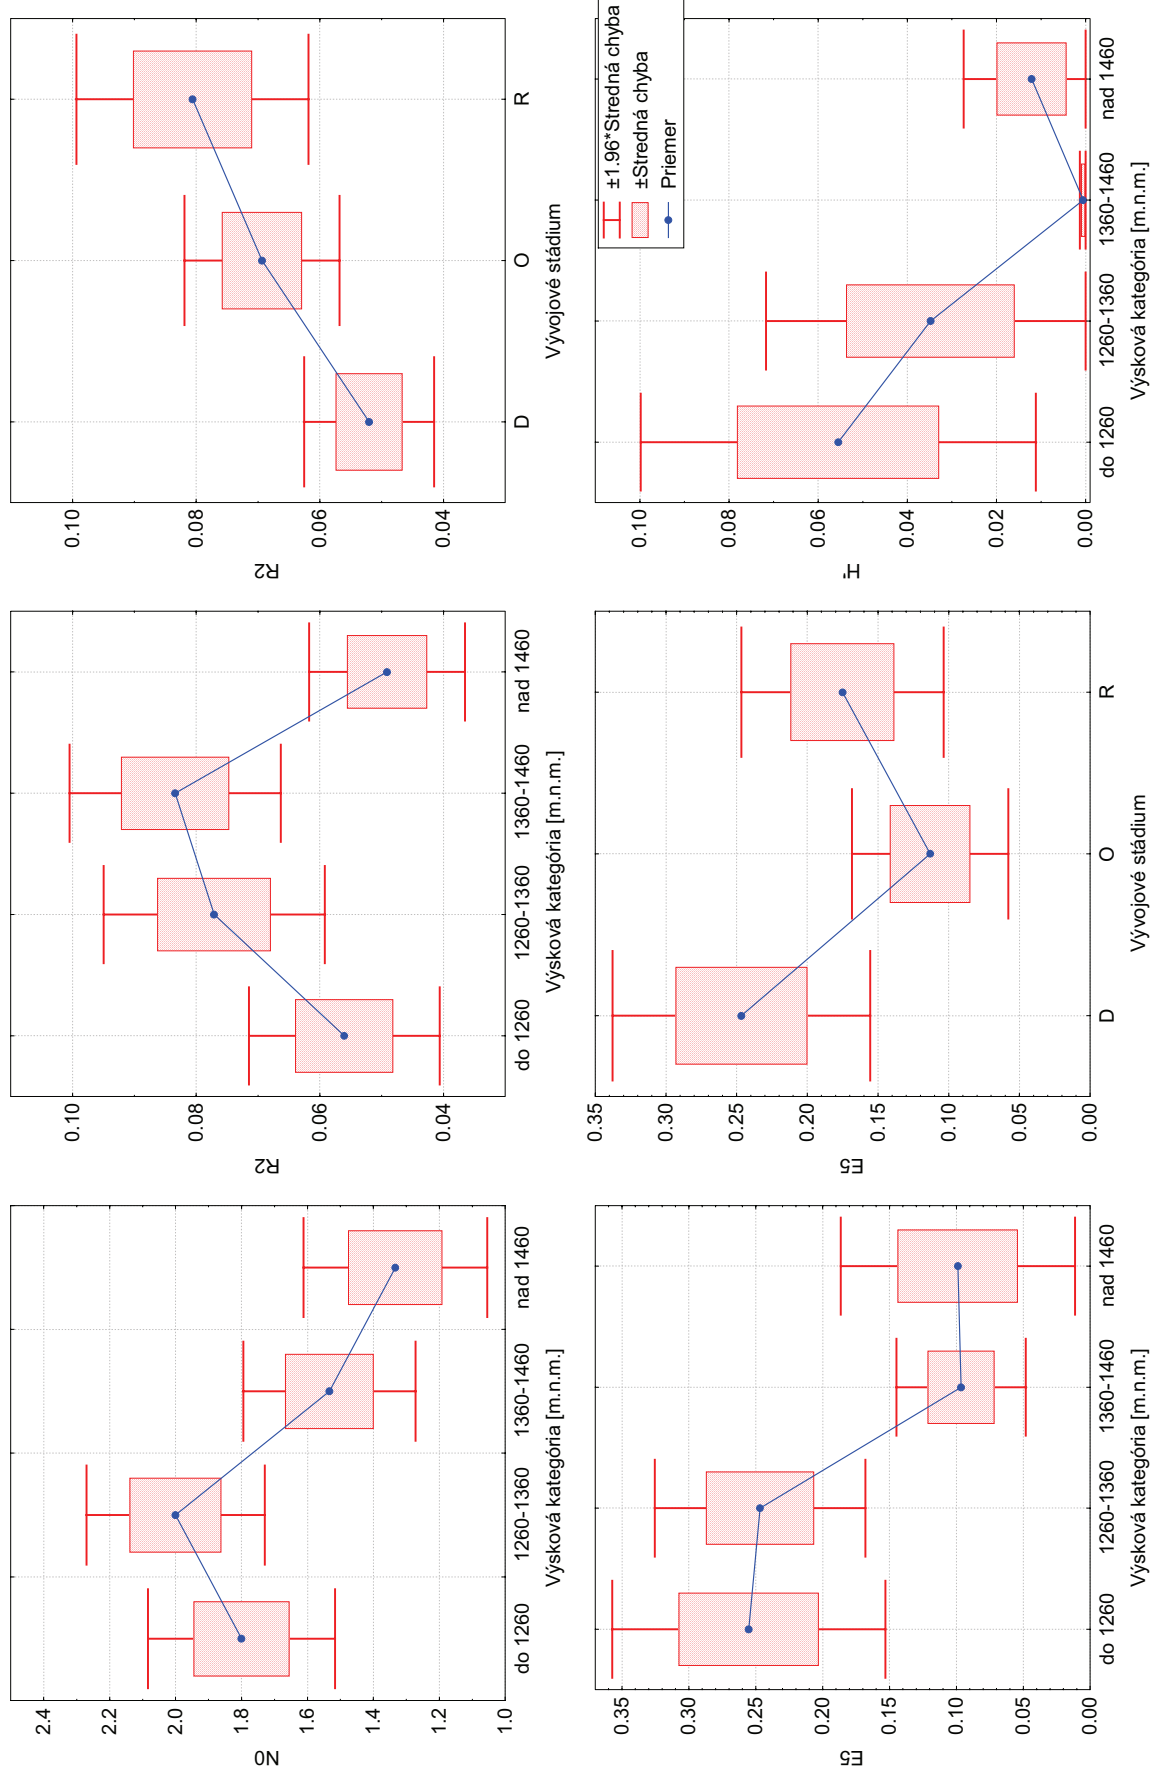 2.4
2.2
2.0
1.8
1.6
1.4
1.2
1.0
N0
do 1260 1260-1360 1360-1460 nad 1460
Výsková kategória [m.n.m.]
0.10
0.08
0.06
0.04
R2
do 1260 1260-1360 1360-1460 nad 1460
Výsková kategória [m.n.m.]
0.10
0.08
0.06
0.04
R2
D O R
Vývojové stádium
0.35
0.30
0.25
0.20
0.15
0.10
0.05
0.00
E5
do 1260 1260-1360 1360-1460 nad 1460
Výsková kategória [m.n.m.]
0.35
0.30
0.25
0.20
0.15
0.10
0.05
0.00
E5
D O R
Vývojové stádium
0.10
0.08
0.06
0.04
0.02
0.00
H'
do 1260 1260-1360 1360-1460 nad 1460
Výsková kategória [m.n.m.]
±1.96*Stredná chyba
±Stredná chyba
Priemer